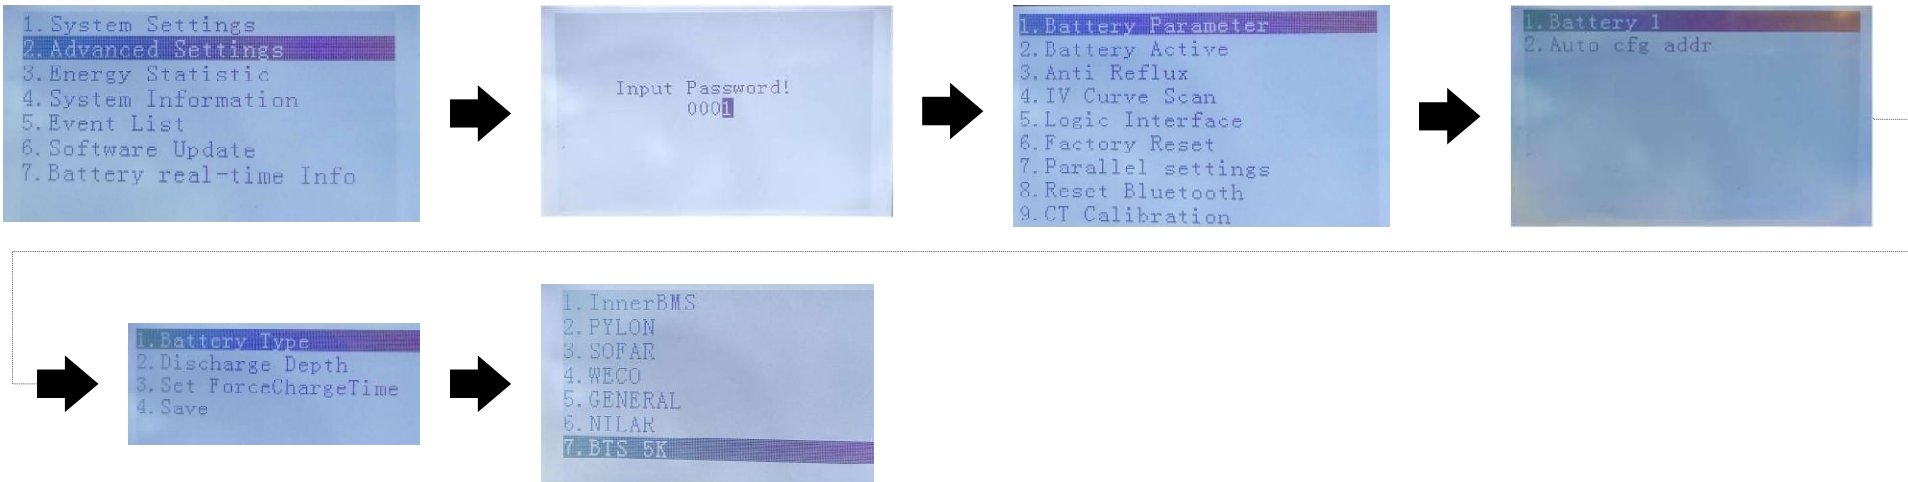 1.System Settings
2.Advanced Settings
3.Energy Statistic
4.System Information
5.Event List
6.Software Update
7.Battery real-time Info
Input Password!
0001
1.Battery Parameter
2.Battery Active
3.Anti Reflux
4.IV Curve Scan
5.Logic Interface
6.Factory Reset
7.Parallel settings
8.Reset Bluetooth
9.CT Calibration
1.Battery 1
2.Auto cfg addr
1.Battery Type
2.Discharge Depth
3.Set ForceChargeTime
4.Save
1.InnerBMS
2.PYLON
3.SOFAR
4.WECO
5.GENERAL
6.NILAR
7.BTS 5K